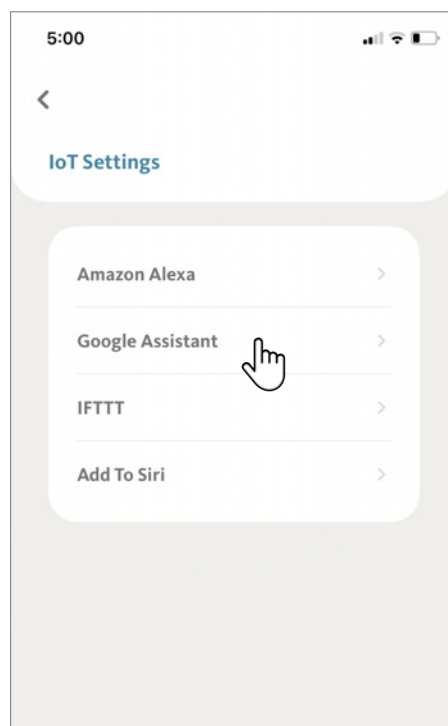 5:00
IoT Settings
Amazon Alexa
Google Assistant
IFTTT
Add To Siri